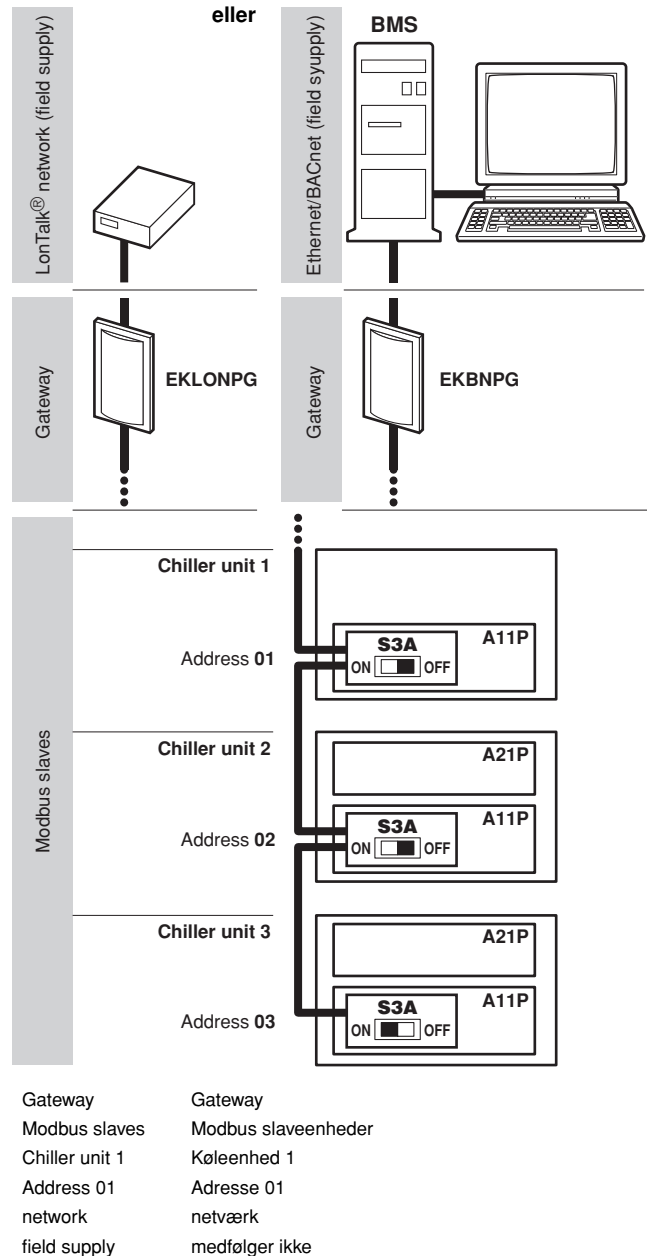 eller
LonTalk® network (field supply)
Ethernet/BACnet (field syupply)
BMS
Gateway
EKLONPG
Gateway
EKBNPG
Modbus slaves
Chiller unit 1
A11P
S3A
ON OFF
Address 01
Chiller unit 2
A21P
A11P
S3A
ON OFF
Address 02
Chiller unit 3
A21P
A11P
S3A
ON OFF
Address 03
Gateway Gateway
Modbus slaves Modbus slaveenheder
Chiller unit 1 Køleenhed 1
Address 01 Adresse 01
network netværk
field supply medfølger ikke